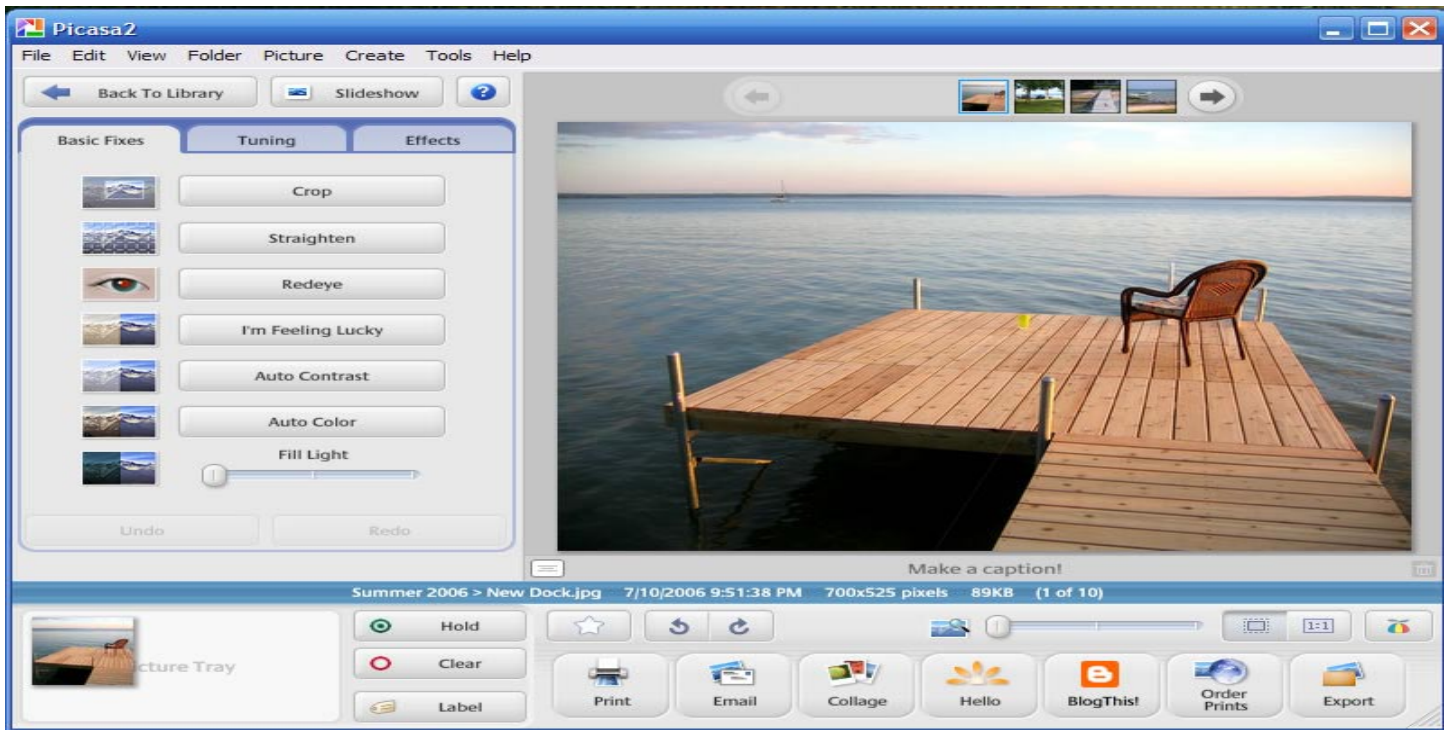 Picasa2
File Edit View Folder Picture Create Tools Help
Back To Library Slideshow ?
Basic Fixes Tuning Effects
Crop
Straighten
Redeye
I'm Feeling Lucky
Auto Contrast
Auto Color
Fill Light
Undo Redo
Make a caption!
Summer 2006 > New Dock.jpg 7/10/2006 9:51:38 PM 700x525 pixels 89KB (1 of 10)
cture Tray
Hold
Clear
Label
1:1
Print Email Collage Hello BlogThis! Order Prints Export